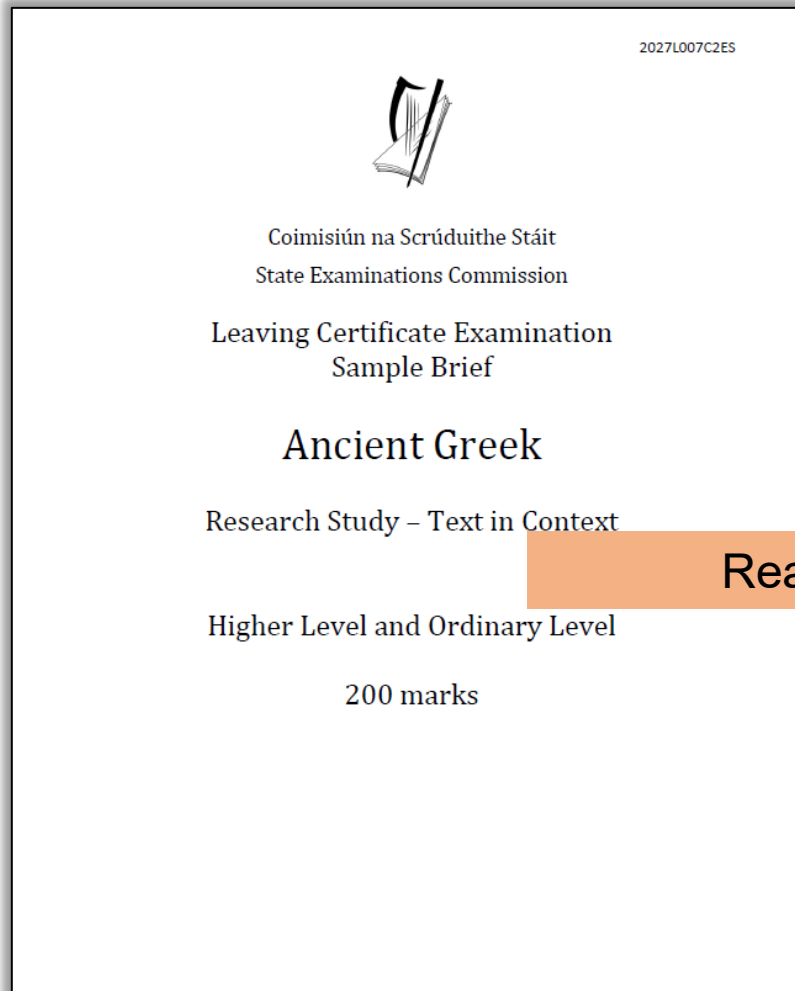 2027L007C2ES
Coimisiún na Scrúduithe Stáit
State Examinations Commission
Leaving Certificate Examination
Sample Brief
Ancient Greek
Research Study – Text in Context
Rea
Higher Level and Ordinary Level
200 marks